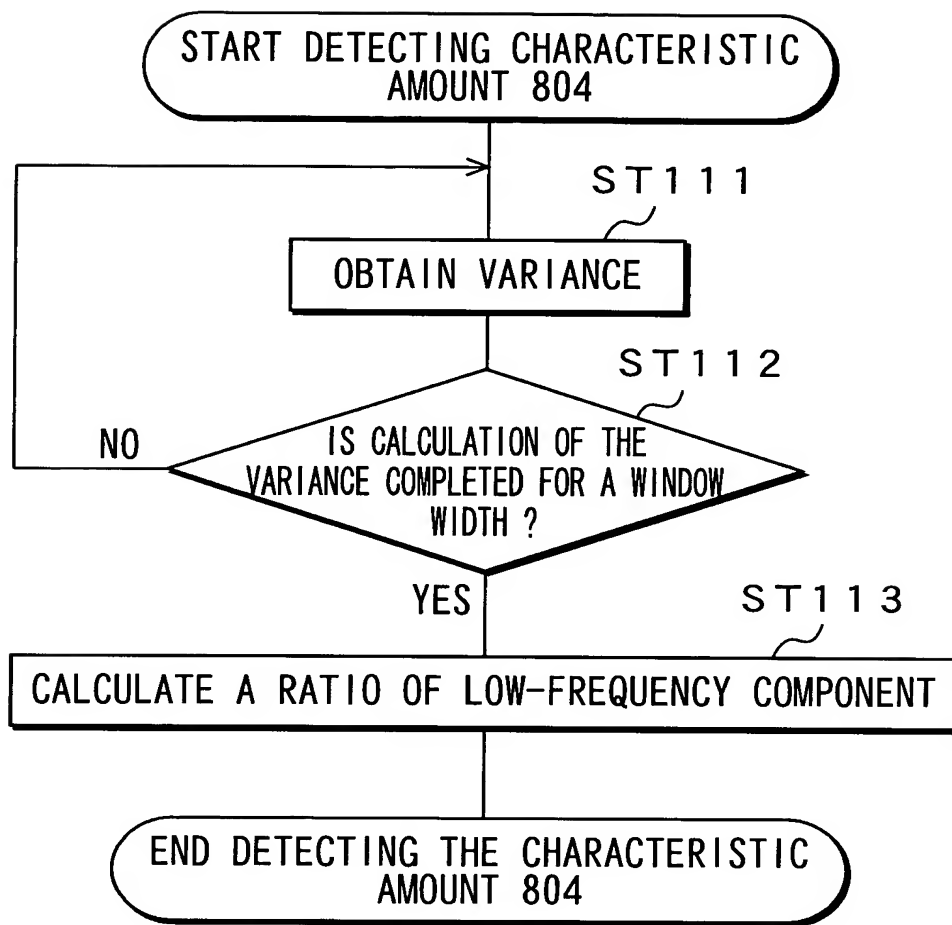 START DETECTING CHARACTERISTIC
AMOUNT 804
ST111
OBTAIN VARIANCE
ST112
NO
IS CALCULATION OF THE
VARIANCE COMPLETED FOR A WINDOW
WIDTH ?
YES
ST113
CALCULATE A RATIO OF LOW-FREQUENCY COMPONENT
END DETECTING THE CHARACTERISTIC
AMOUNT 804